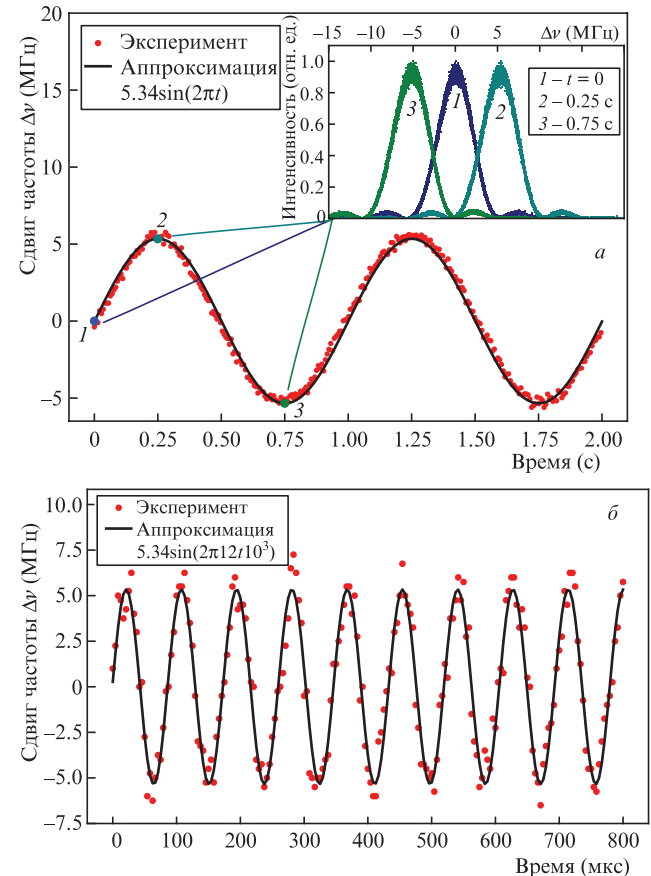 −15 −10 −5 0 5 Δν (МГц)
20
15
10
5
0
−5
Сдвиг частоты Δν (МГц)
Эксперимент
Аппроксимация
5.34sin(2πt)
Интенсивность (отн. ед.)
1.0
0.8
0.6
0.4
0.2
0
3
1
2
1 – t = 0
2 – 0.25 с
3 – 0.75 с
а
2
1
3
0 0.25 0.50 0.75 1.00 1.25 1.50 1.75 2.00
Время (с)
10.0
7.5
5.0
2.5
0
−2.5
−5.0
−7.5
Сдвиг частоты Δν (МГц)
Эксперимент
Аппроксимация
5.34sin(2π12t10³)
б
0 100 200 300 400 500 600 700 800
Время (мкс)